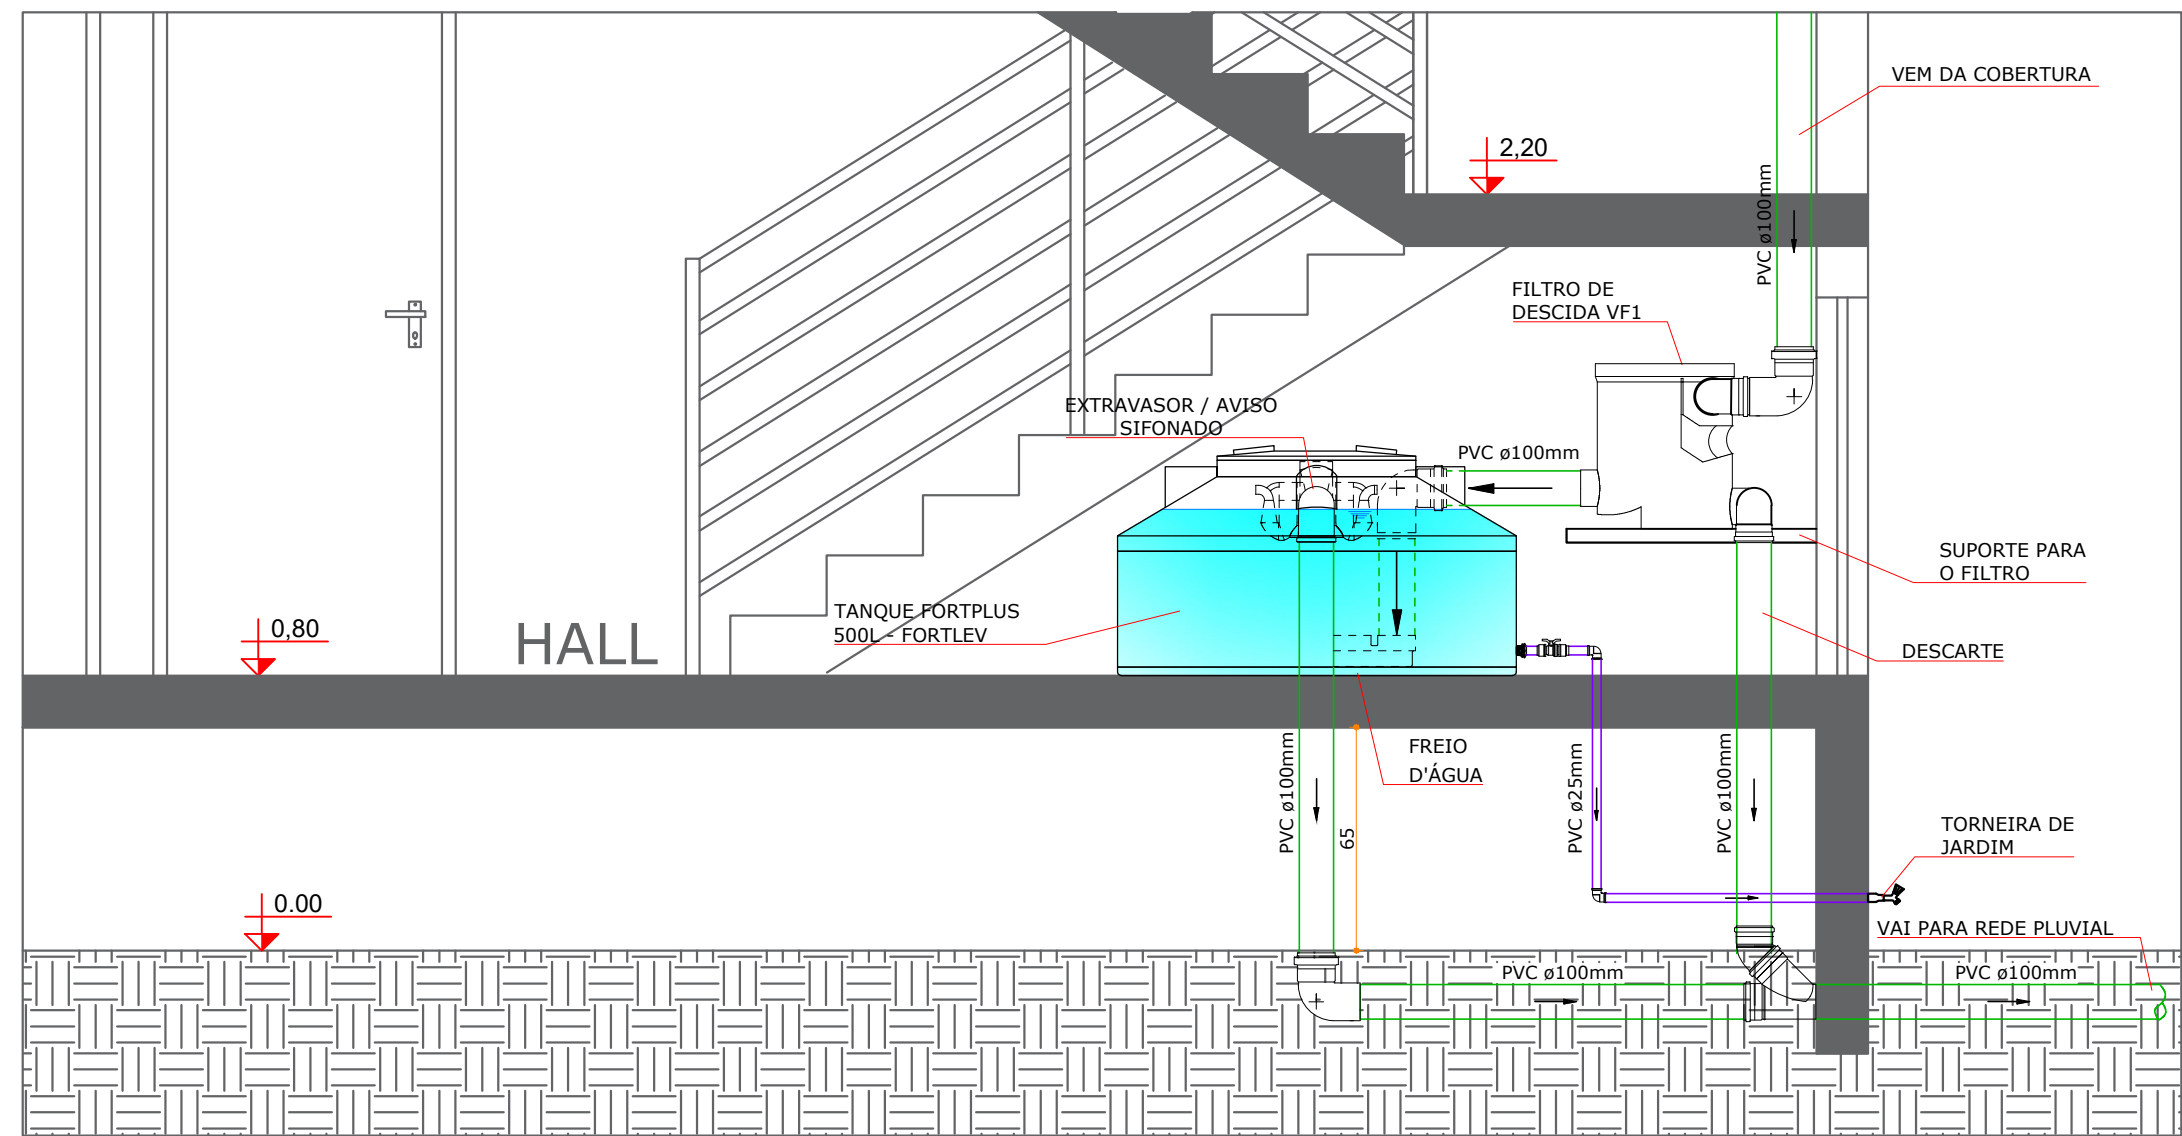 VEM DA COBERTURA
2,20
PVC ø100mm
FILTRO DE
DESCIDA VF1
EXTRAVASOR / AVISO
SIFONADO
PVC ø100mm
SUPORTE PARA
O FILTRO
TANQUE FORTPLUS
500L - FORTLEV
0,80
HALL
DESCARTE
FREIO
D'ÁGUA
PVC ø100mm
65
PVC ø25mm
PVC ø100mm
TORNEIRA DE
JARDIM
0.00
VAI PARA REDE PLUVIAL
PVC ø100mm
PVC ø100mm